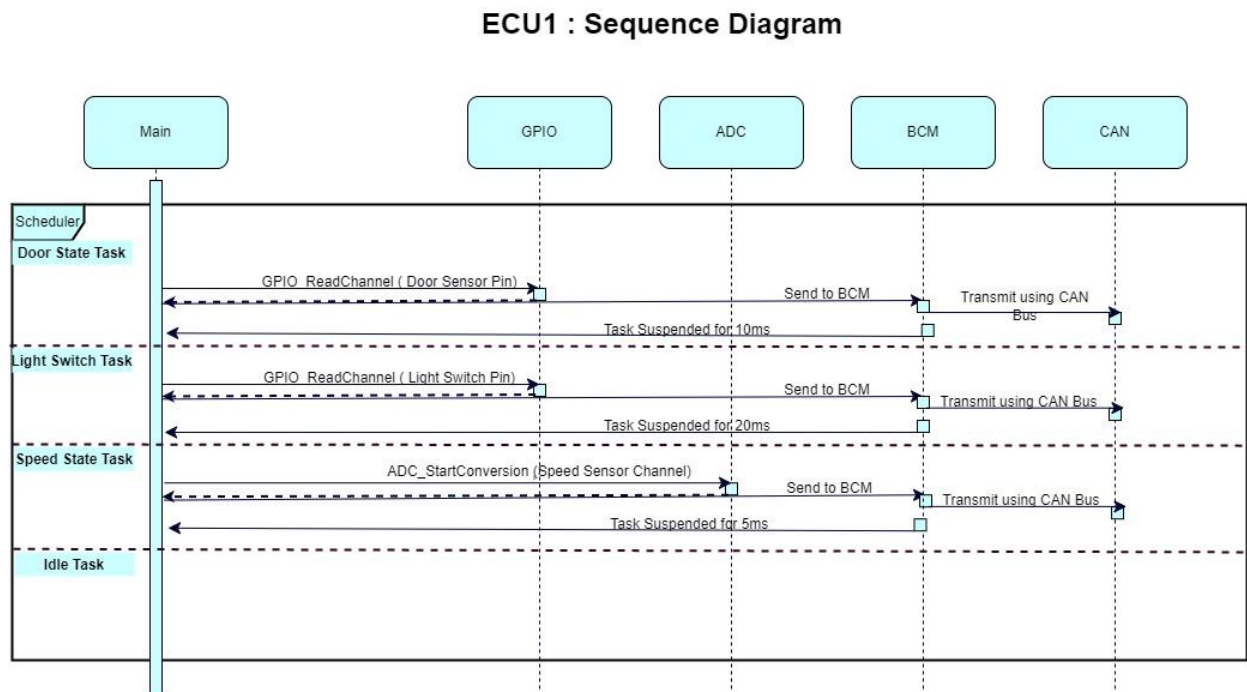 ECU1 : Sequence Diagram
Main
GPIO
ADC
BCM
CAN
Scheduler
Door State Task
GPIO_ReadChannel ( Door Sensor Pin)
Send to BCM
Transmit using CAN
Bus
Task Suspended for 10ms
Light Switch Task
GPIO_ReadChannel ( Light Switch Pin)
Send to BCM
Transmit using CAN Bus
Task Suspended for 20ms
Speed State Task
ADC_StartConversion (Speed Sensor Channel)
Send to BCM
Transmit using CAN Bus
Task Suspended for 5ms
Idle Task